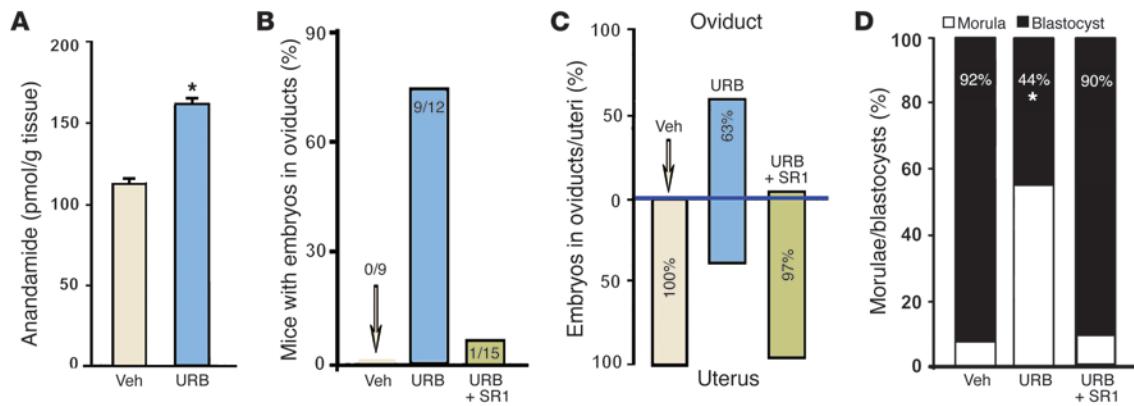 A
Anandamide (pmol/g tissue)
200
150
100
50
0
*
Veh
URB
B
Mice with embryos in oviducts (%)
90
60
30
0
0/9
9/12
1/15
Veh
URB
URB
+ SR1
C
Oviduct
Embryos in oviducts/uteri (%)
100
50
0
50
100
Veh
URB
URB
+ SR1
63%
100%
97%
Uterus
D
Morula
Blastocyst
Morulae/blastocysts (%)
100
80
60
40
20
0
92%
44%
*
90%
Veh
URB
URB
+ SR1